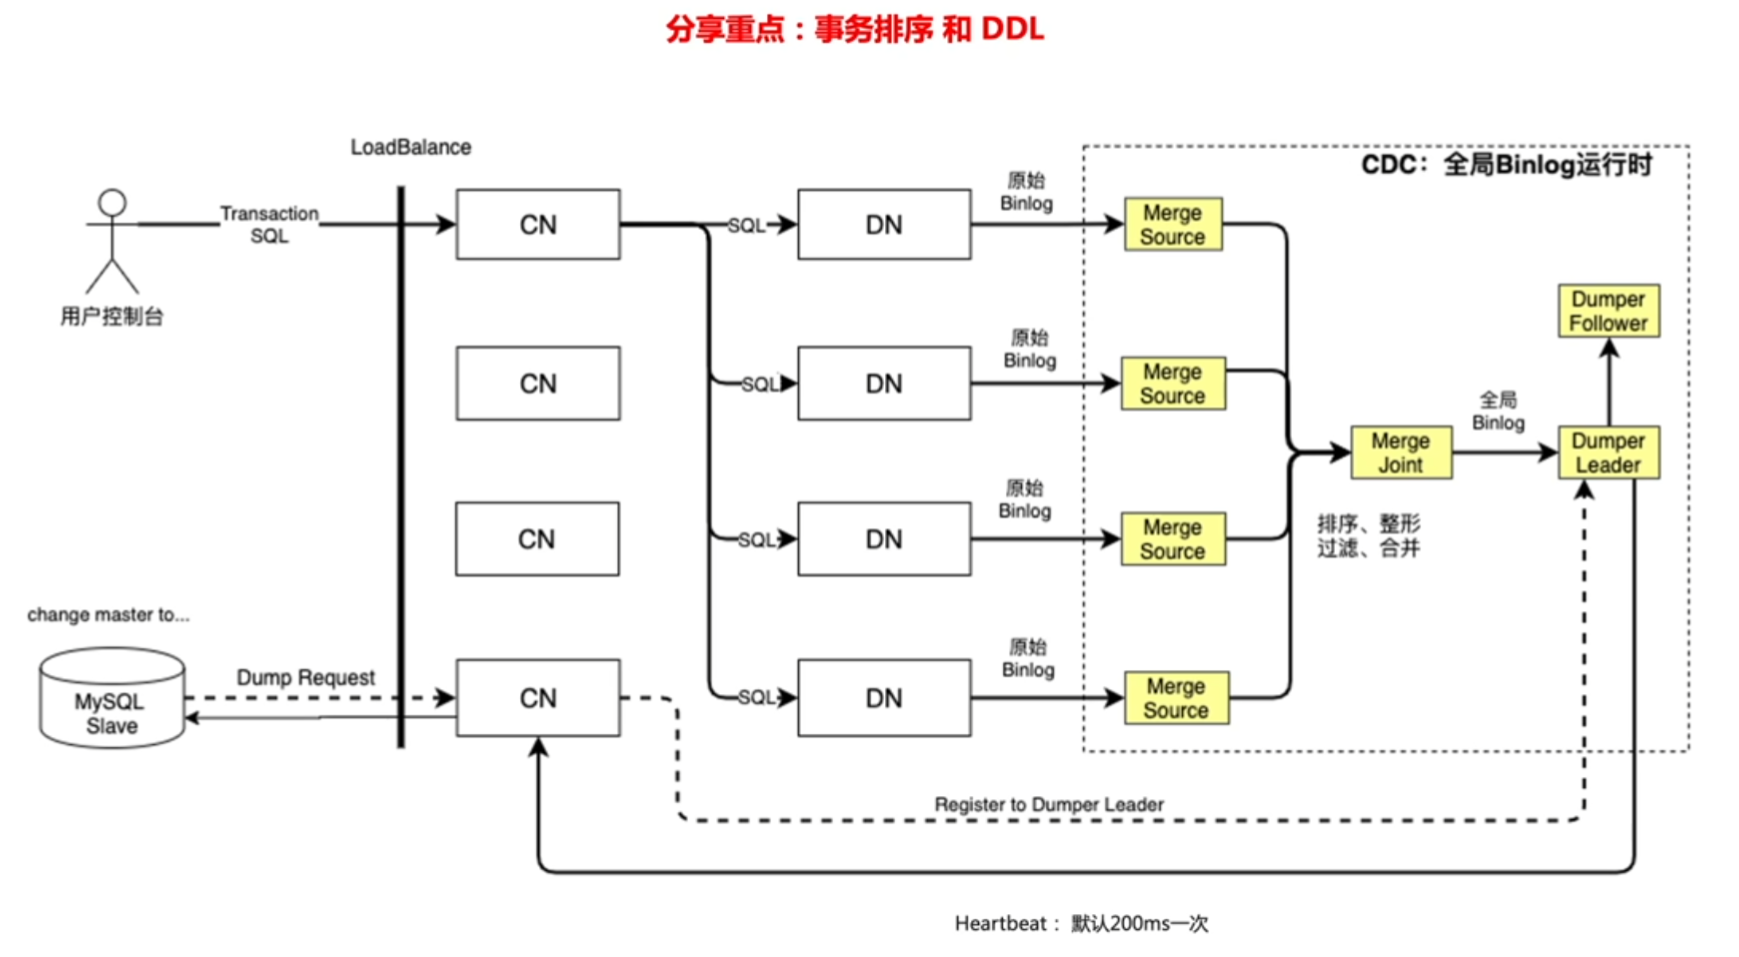 分享重点：事务排序 和 DDL
LoadBalance
CDC：全局Binlog运行时
Transaction
SQL
用户控制台
CN
SQL
DN
原始
Binlog
Merge
Source
CN
SQL
DN
原始
Binlog
Merge
Source
Dumper
Follower
全局
Binlog
Merge
Joint
Dumper
Leader
排序、整形
过滤、合并
CN
SQL
DN
原始
Binlog
Merge
Source
change master to...
MySQL
Slave
Dump Request
CN
SQL
DN
原始
Binlog
Merge
Source
Register to Dumper Leader
Heartbeat： 默认200ms一次